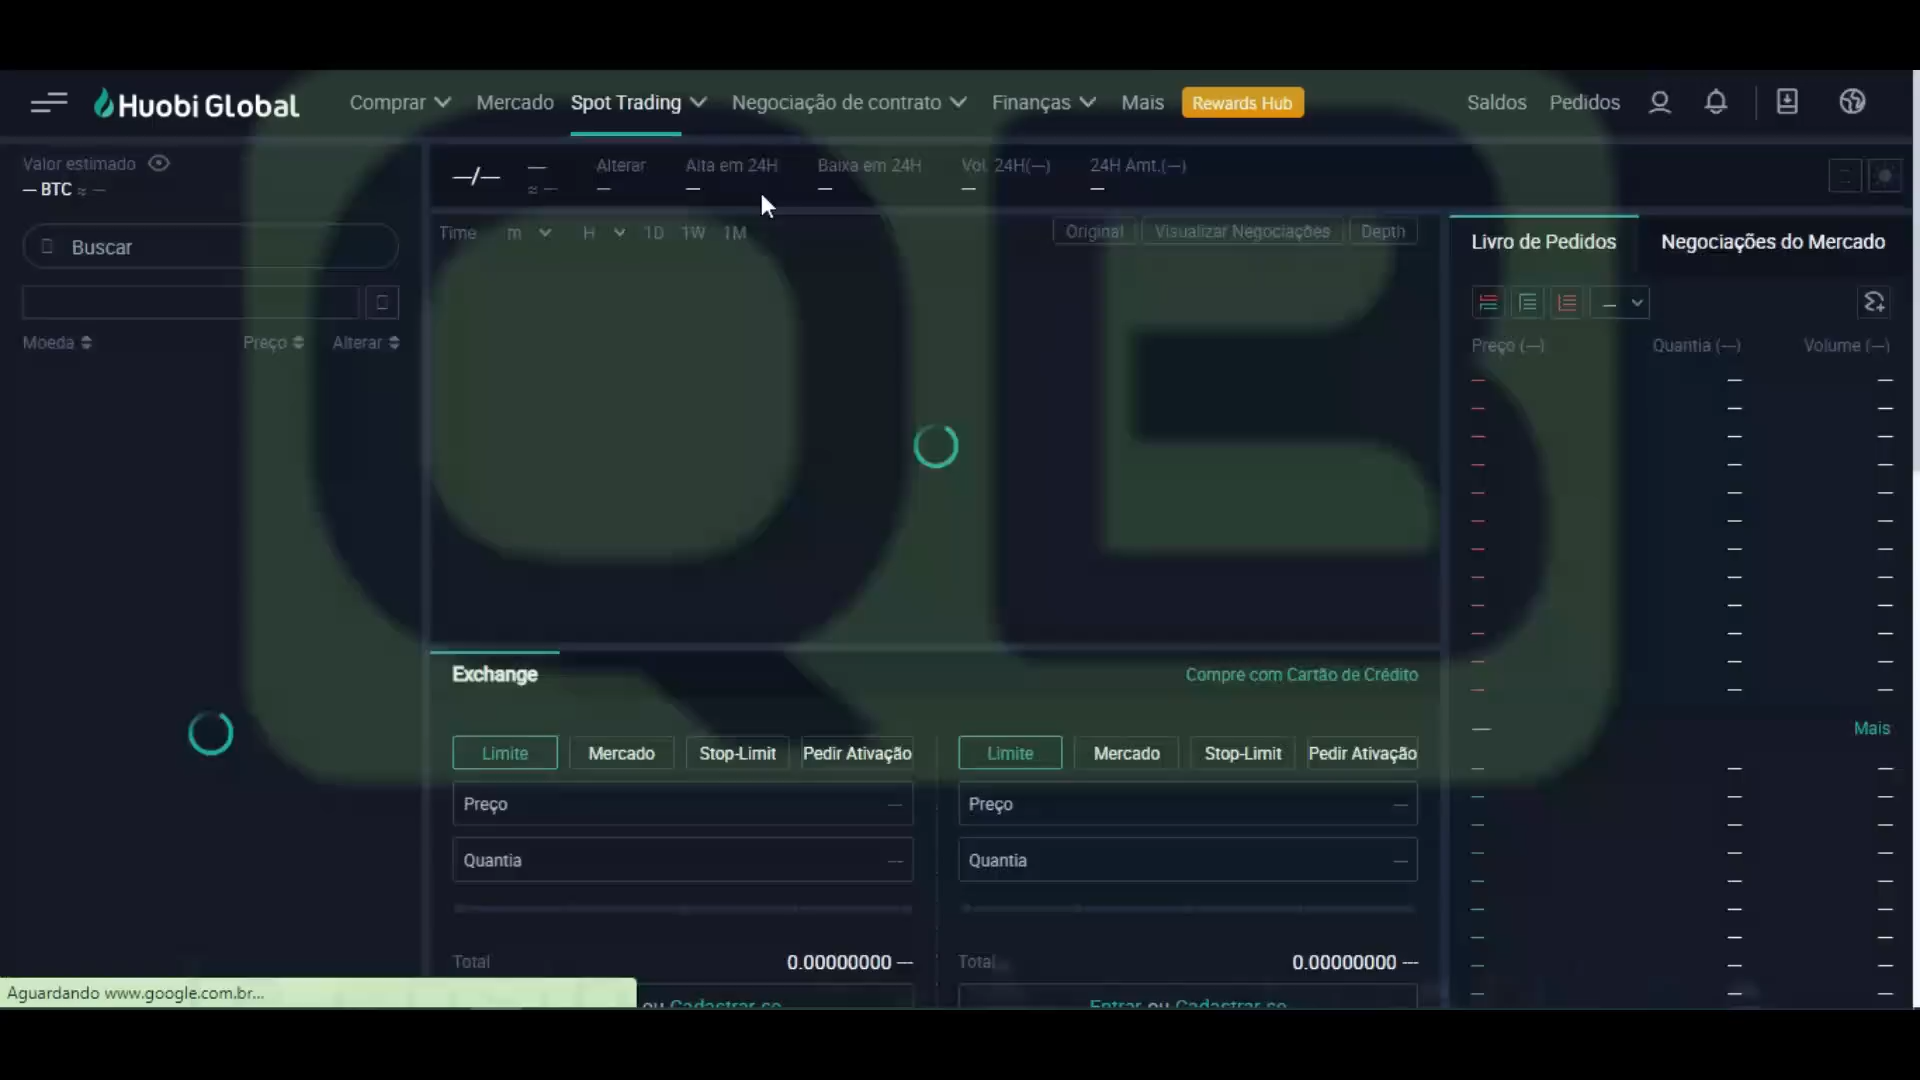 Huobi Global
Comprar
Mercado
Spot Trading
Negociação de contrato
Finanças
Mais
Rewards Hub
Saldos
Pedidos
Valor estimado
— BTC ≈ —
—/—
—
≈ —
Alterar
—
Alta em 24H
—
Baixa em 24H
—
Vol. 24H(—)
—
24H Amt.(—)
—
Buscar
Moeda
Preço
Alterar
Time
m
H
1D
1W
1M
Original
Visualizar Negociações
Depth
QB
Livro de Pedidos
Negociações do Mercado
—
Preço (—)
Quantia (—)
Volume (—)
Mais
Exchange
Compre com Cartão de Crédito
Limite
Mercado
Stop-Limit
Pedir Ativação
Preço —
Quantia —
Total 0.00000000 —
ou Cadastrar-se
Limite
Mercado
Stop-Limit
Pedir Ativação
Preço —
Quantia —
Total 0.00000000 —
Entrar ou Cadastrar-se
Aguardando www.google.com.br...